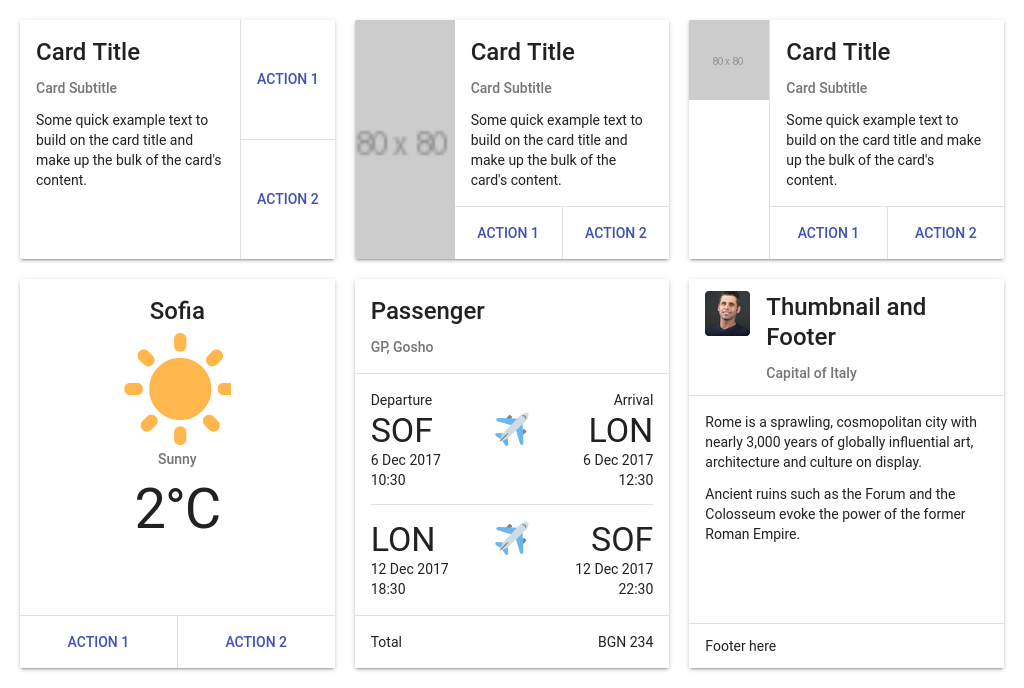 Card Title
Card Subtitle
Some quick example text to
build on the card title and
make up the bulk of the card's
content.
ACTION 1
ACTION 2
80 x 80
Card Title
Card Subtitle
Some quick example text to
build on the card title and
make up the bulk of the
card's content.
ACTION 1
ACTION 2
80 x 80
Card Title
Card Subtitle
Some quick example text to
build on the card title and make
up the bulk of the card's
content.
ACTION 1
ACTION 2
Sofia
Sunny
2°C
ACTION 1
ACTION 2
Passenger
GP, Gosho
Departure
Arrival
SOF
LON
6 Dec 2017
6 Dec 2017
10:30
12:30
LON
SOF
12 Dec 2017
12 Dec 2017
18:30
22:30
Total
BGN 234
Thumbnail and
Footer
Capital of Italy
Rome is a sprawling, cosmopolitan city with
nearly 3,000 years of globally influential art,
architecture and culture on display.
Ancient ruins such as the Forum and the
Colosseum evoke the power of the former
Roman Empire.
Footer here